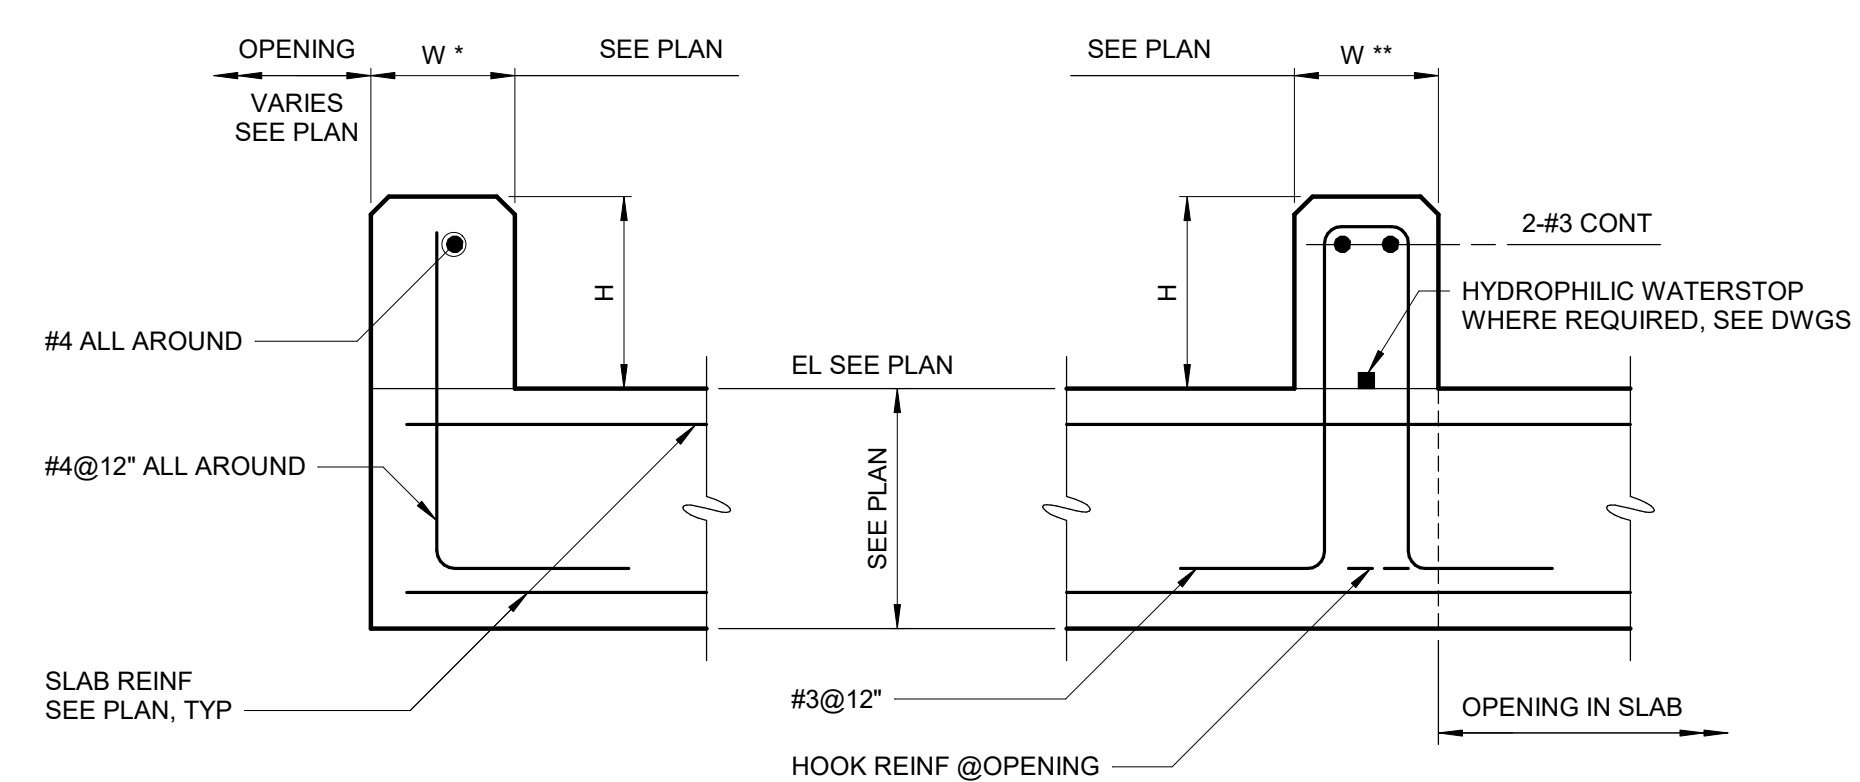 OPENING
VARIES
SEE PLAN
W *
SEE PLAN
SEE PLAN
W **
H
H
2-#3 CONT
HYDROPHILIC WATERSTOP
WHERE REQUIRED, SEE DWGS
#4 ALL AROUND
EL SEE PLAN
#4@12" ALL AROUND
SEE PLAN
SLAB REINF
SEE PLAN, TYP
#3@12"
HOOK REINF @OPENING
OPENING IN SLAB